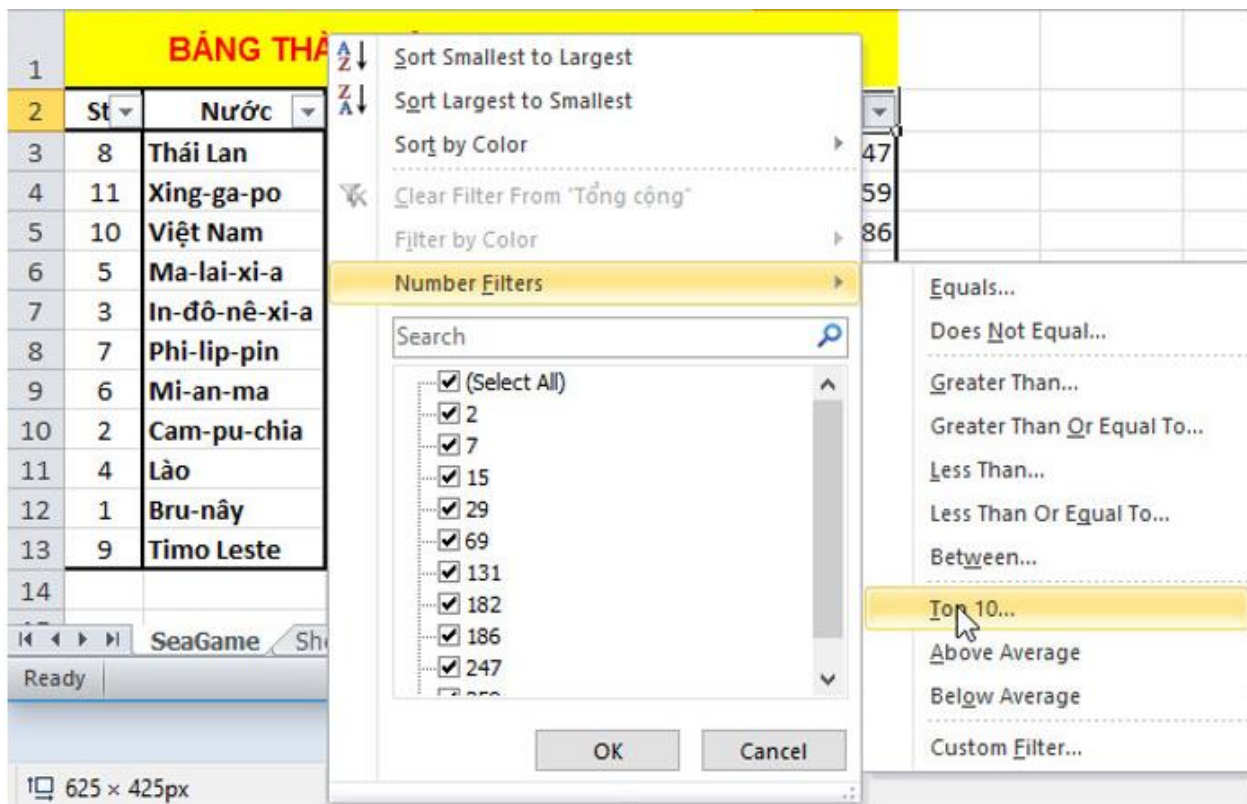 1 BẢNG THÀ
2 St Nước
3 8 Thái Lan 47
4 11 Xing-ga-po 59
5 10 Việt Nam 86
6 5 Ma-lai-xi-a
7 3 In-đô-nê-xi-a
8 7 Phi-lip-pin
9 6 Mi-an-ma
10 2 Cam-pu-chia
11 4 Lào
12 1 Bru-nây
13 9 Timo Leste
14
SeaGame Sh
Ready
625 × 425px
Sort Smallest to Largest
Sort Largest to Smallest
Sort by Color
Clear Filter From "Tổng cộng"
Filter by Color
Number Filters
Search
(Select All)
2
7
15
29
69
131
182
186
247
OK Cancel
Equals...
Does Not Equal...
Greater Than...
Greater Than Or Equal To...
Less Than...
Less Than Or Equal To...
Between...
Top 10...
Above Average
Below Average
Custom Filter...